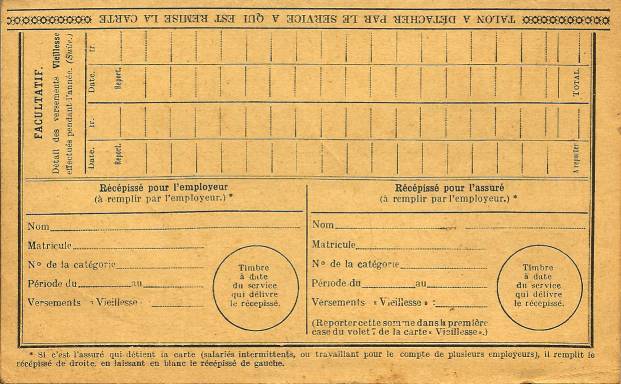 TALON A DÉTACHER PAR LE SERVICE A QUI EST REMISE LA CARTE
FACULTATIF.
Détail des versements Vieillesse
effectués pendant l'année. (Suite.)
Date. fr.
Report.
TOTAL.
Date. fr.
Report.
A reporter
Récépissé pour l'employeur
(à remplir par l'employeur.) *
Nom
Matricule
N° de la catégorie
Période du au
Versements « Vieillesse :
Timbre
à date
du service
qui délivre
le récépissé.
Récépissé pour l'assuré
(à remplir par l'employeur.) *
Nom
Matricule
N° de la catégorie
Période du au
Versements « Vieillesse » :
(Reporter cette somme dans la première
case du volet 7 de la carte « Vieillesse ».)
Timbre
à date
du service
qui délivre
le récépissé.
* Si c'est l'assuré qui détient la carte (salariés intermittents, ou travaillant pour le compte de plusieurs employeurs), il remplit le
récépissé de droite, en laissant en blanc le récépissé de gauche.